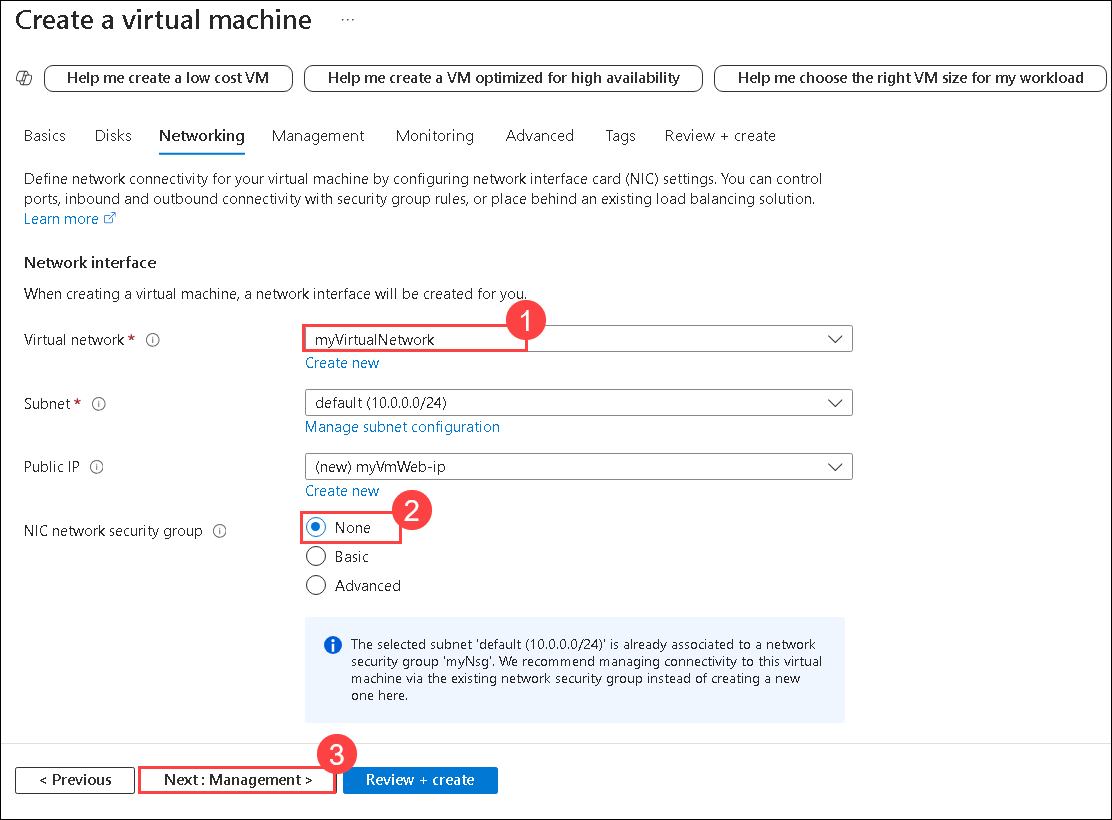 Create a virtual machine ...
Help me create a low cost VM
Help me create a VM optimized for high availability
Help me choose the right VM size for my workload
Basics
Disks
Networking
Management
Monitoring
Advanced
Tags
Review + create
Define network connectivity for your virtual machine by configuring network interface card (NIC) settings. You can control
ports, inbound and outbound connectivity with security group rules, or place behind an existing load balancing solution.
Learn more
Network interface
When creating a virtual machine, a network interface will be created for you.
1
Virtual network *
myVirtualNetwork
Create new
Subnet *
default (10.0.0.0/24)
Manage subnet configuration
Public IP
(new) myVmWeb-ip
Create new
2
NIC network security group
None
Basic
Advanced
The selected subnet 'default (10.0.0.0/24)' is already associated to a network
security group 'myNsg'. We recommend managing connectivity to this virtual
machine via the existing network security group instead of creating a new
one here.
3
< Previous
Next : Management >
Review + create